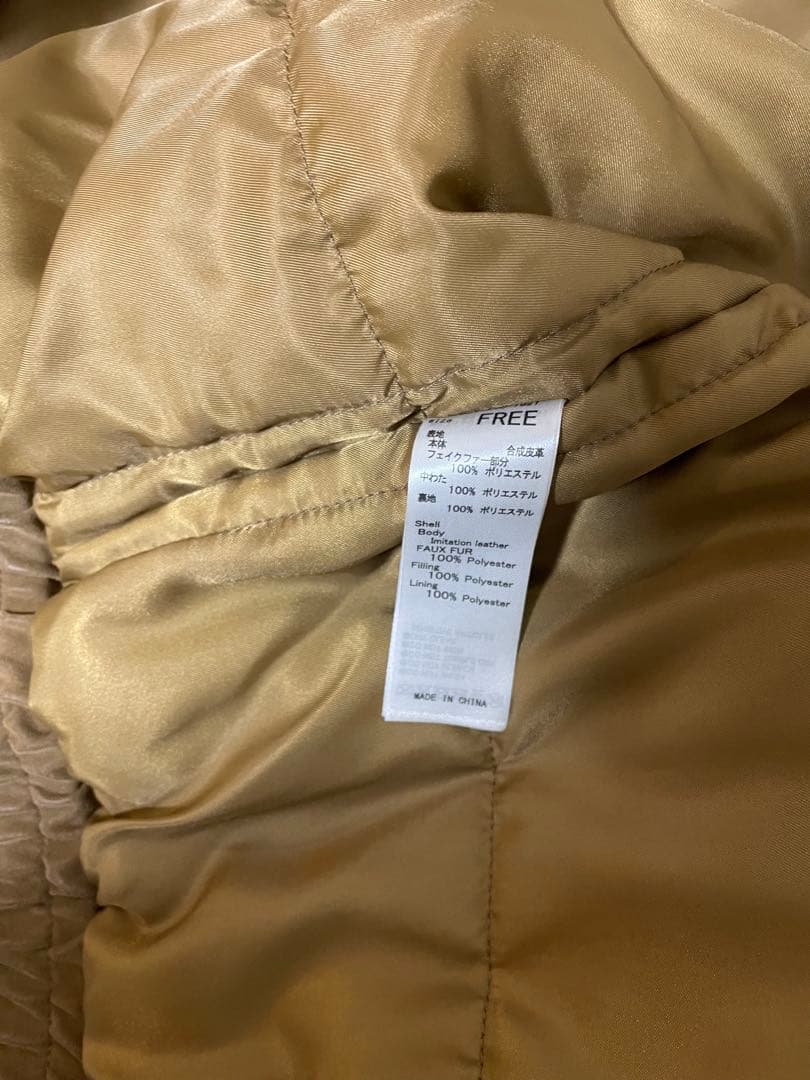 size FREE
表地
本体 合成皮革
フェイクファー部分
100% ポリエステル
中わた
100% ポリエステル
裏地
100% ポリエステル
Shell
Body
Imitation leather
FAUX FUR
100% Polyester
Filling
100% Polyester
Lining
100% Polyester
MADE IN CHINA